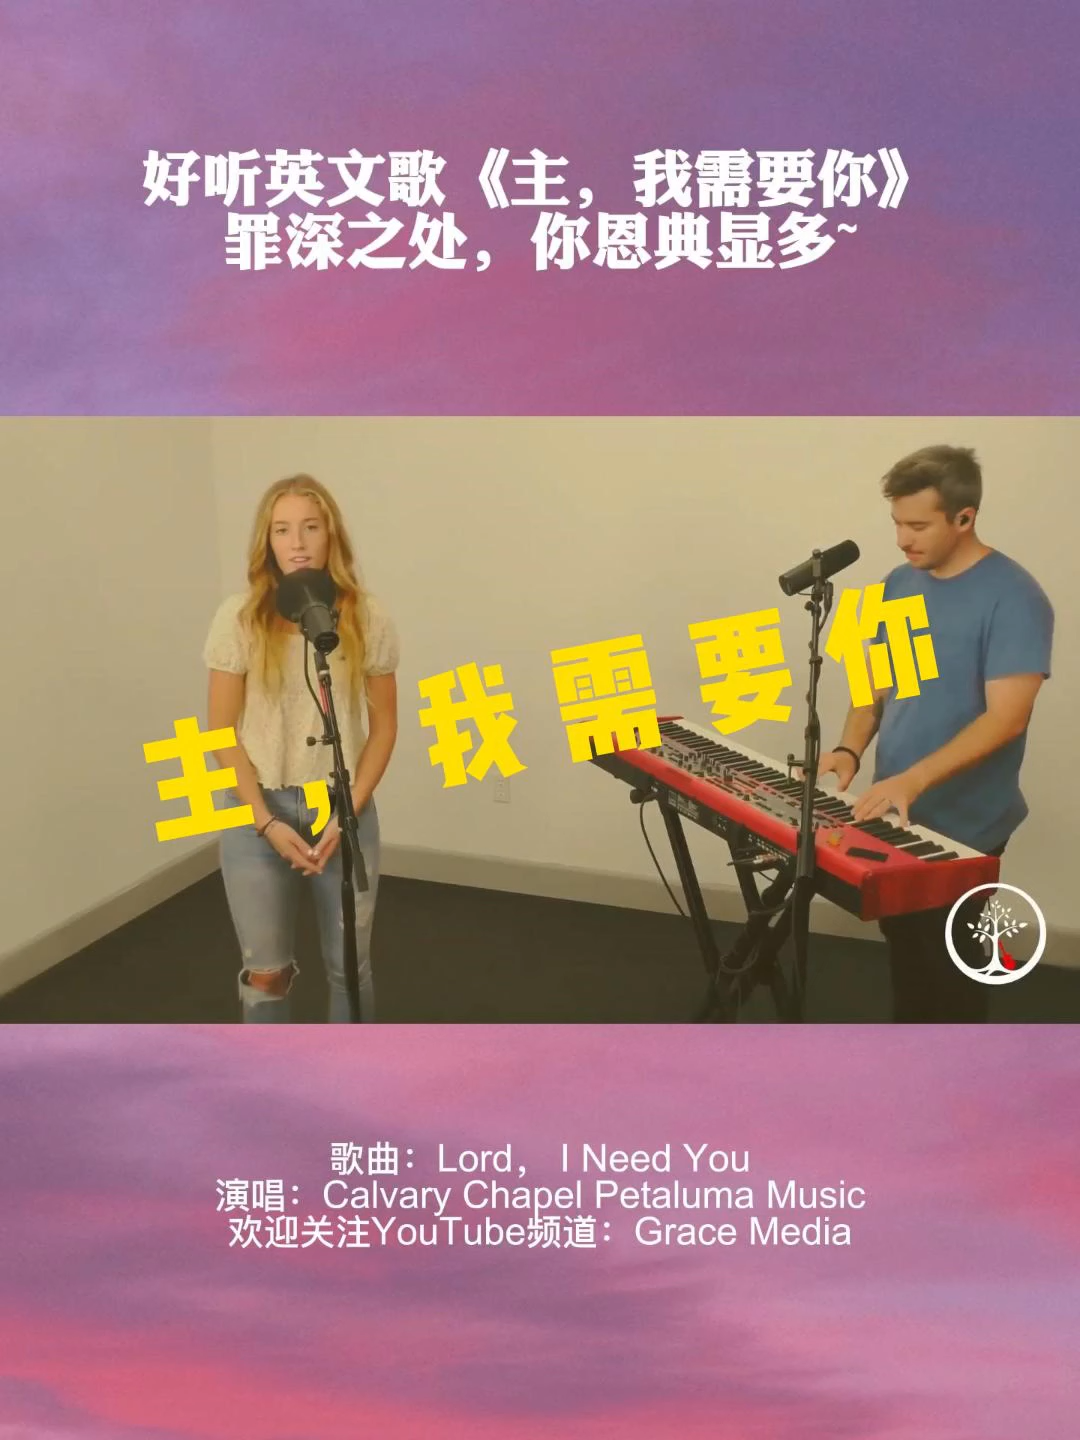 好听英文歌《主，我需要你》
罪深之处，你恩典显多~
主，我需要你
歌曲：Lord， I Need You
演唱：Calvary Chapel Petaluma Music
欢迎关注YouTube频道：Grace Media